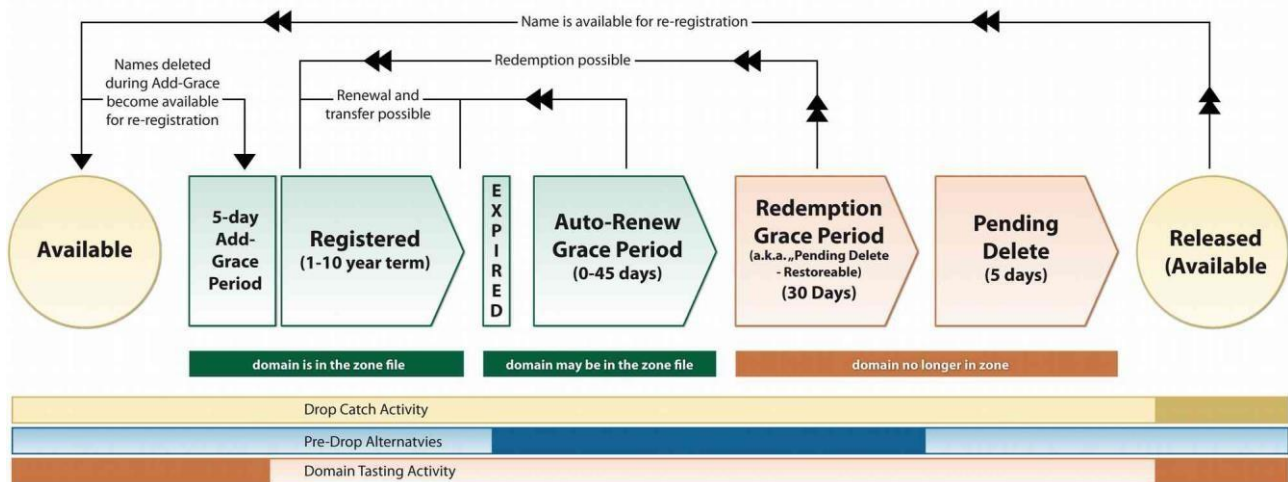 Name is available for re-registration
Names deleted
during Add-Grace
become available
for re-registration
Redemption possible
Renewal and
transfer possible
Available
5-day
Add-
Grace
Period
Registered
(1-10 year term)
EXPIRED
Auto-Renew
Grace Period
(0-45 days)
Redemption
Grace Period
(a.k.a. „Pending Delete
- Restoreable)
(30 Days)
Pending
Delete
(5 days)
Released
(Available
domain is in the zone file
domain may be in the zone file
domain no longer in zone
Drop Catch Activity
Pre-Drop Alternatvies
Domain Tasting Activity